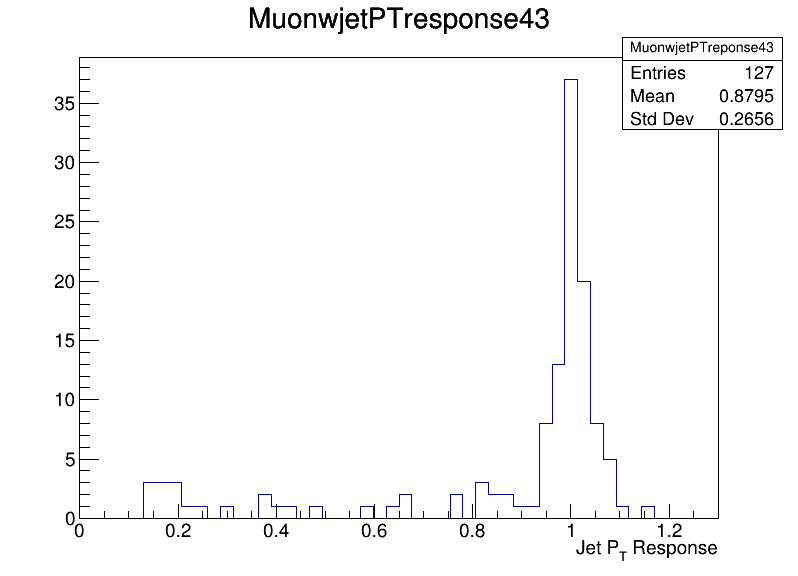 MuonwjetPTresponse43
MuonwjetPTreponse43
Entries 127
Mean 0.8795
Std Dev 0.2656
35
30
25
20
15
10
5
0
0 0.2 0.4 0.6 0.8 1 1.2
Jet P_T Response